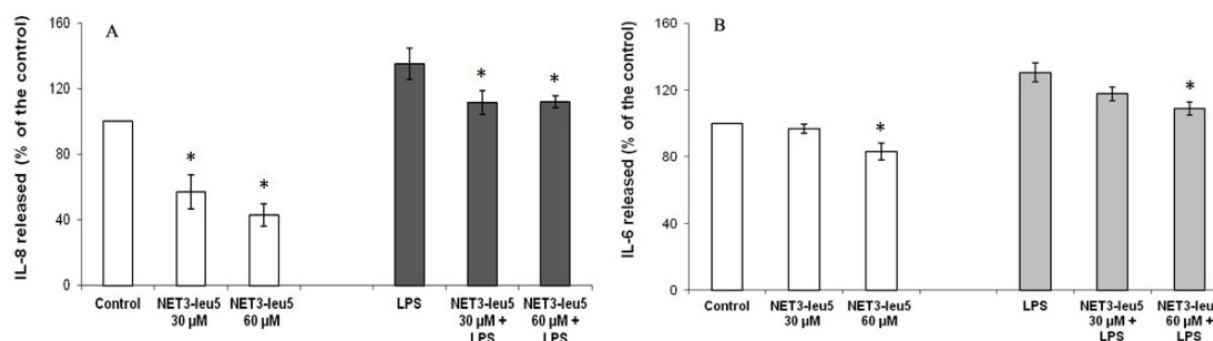 A
IL-8 released (% of the control)
160
120
80
40
0
*
*
*
*
Control
NET3-leu5
30 µM
NET3-leu5
60 µM
LPS
NET3-leu5
30 µM +
LPS
NET3-leu5
60 µM +
LPS
B
IL-6 released (% of the control)
160
120
80
40
0
*
*
Control
NET3-leu5
30 µM
NET3-leu5
60 µM
LPS
NET3-leu5
30 µM +
LPS
NET3-leu
60 µM +
LPS